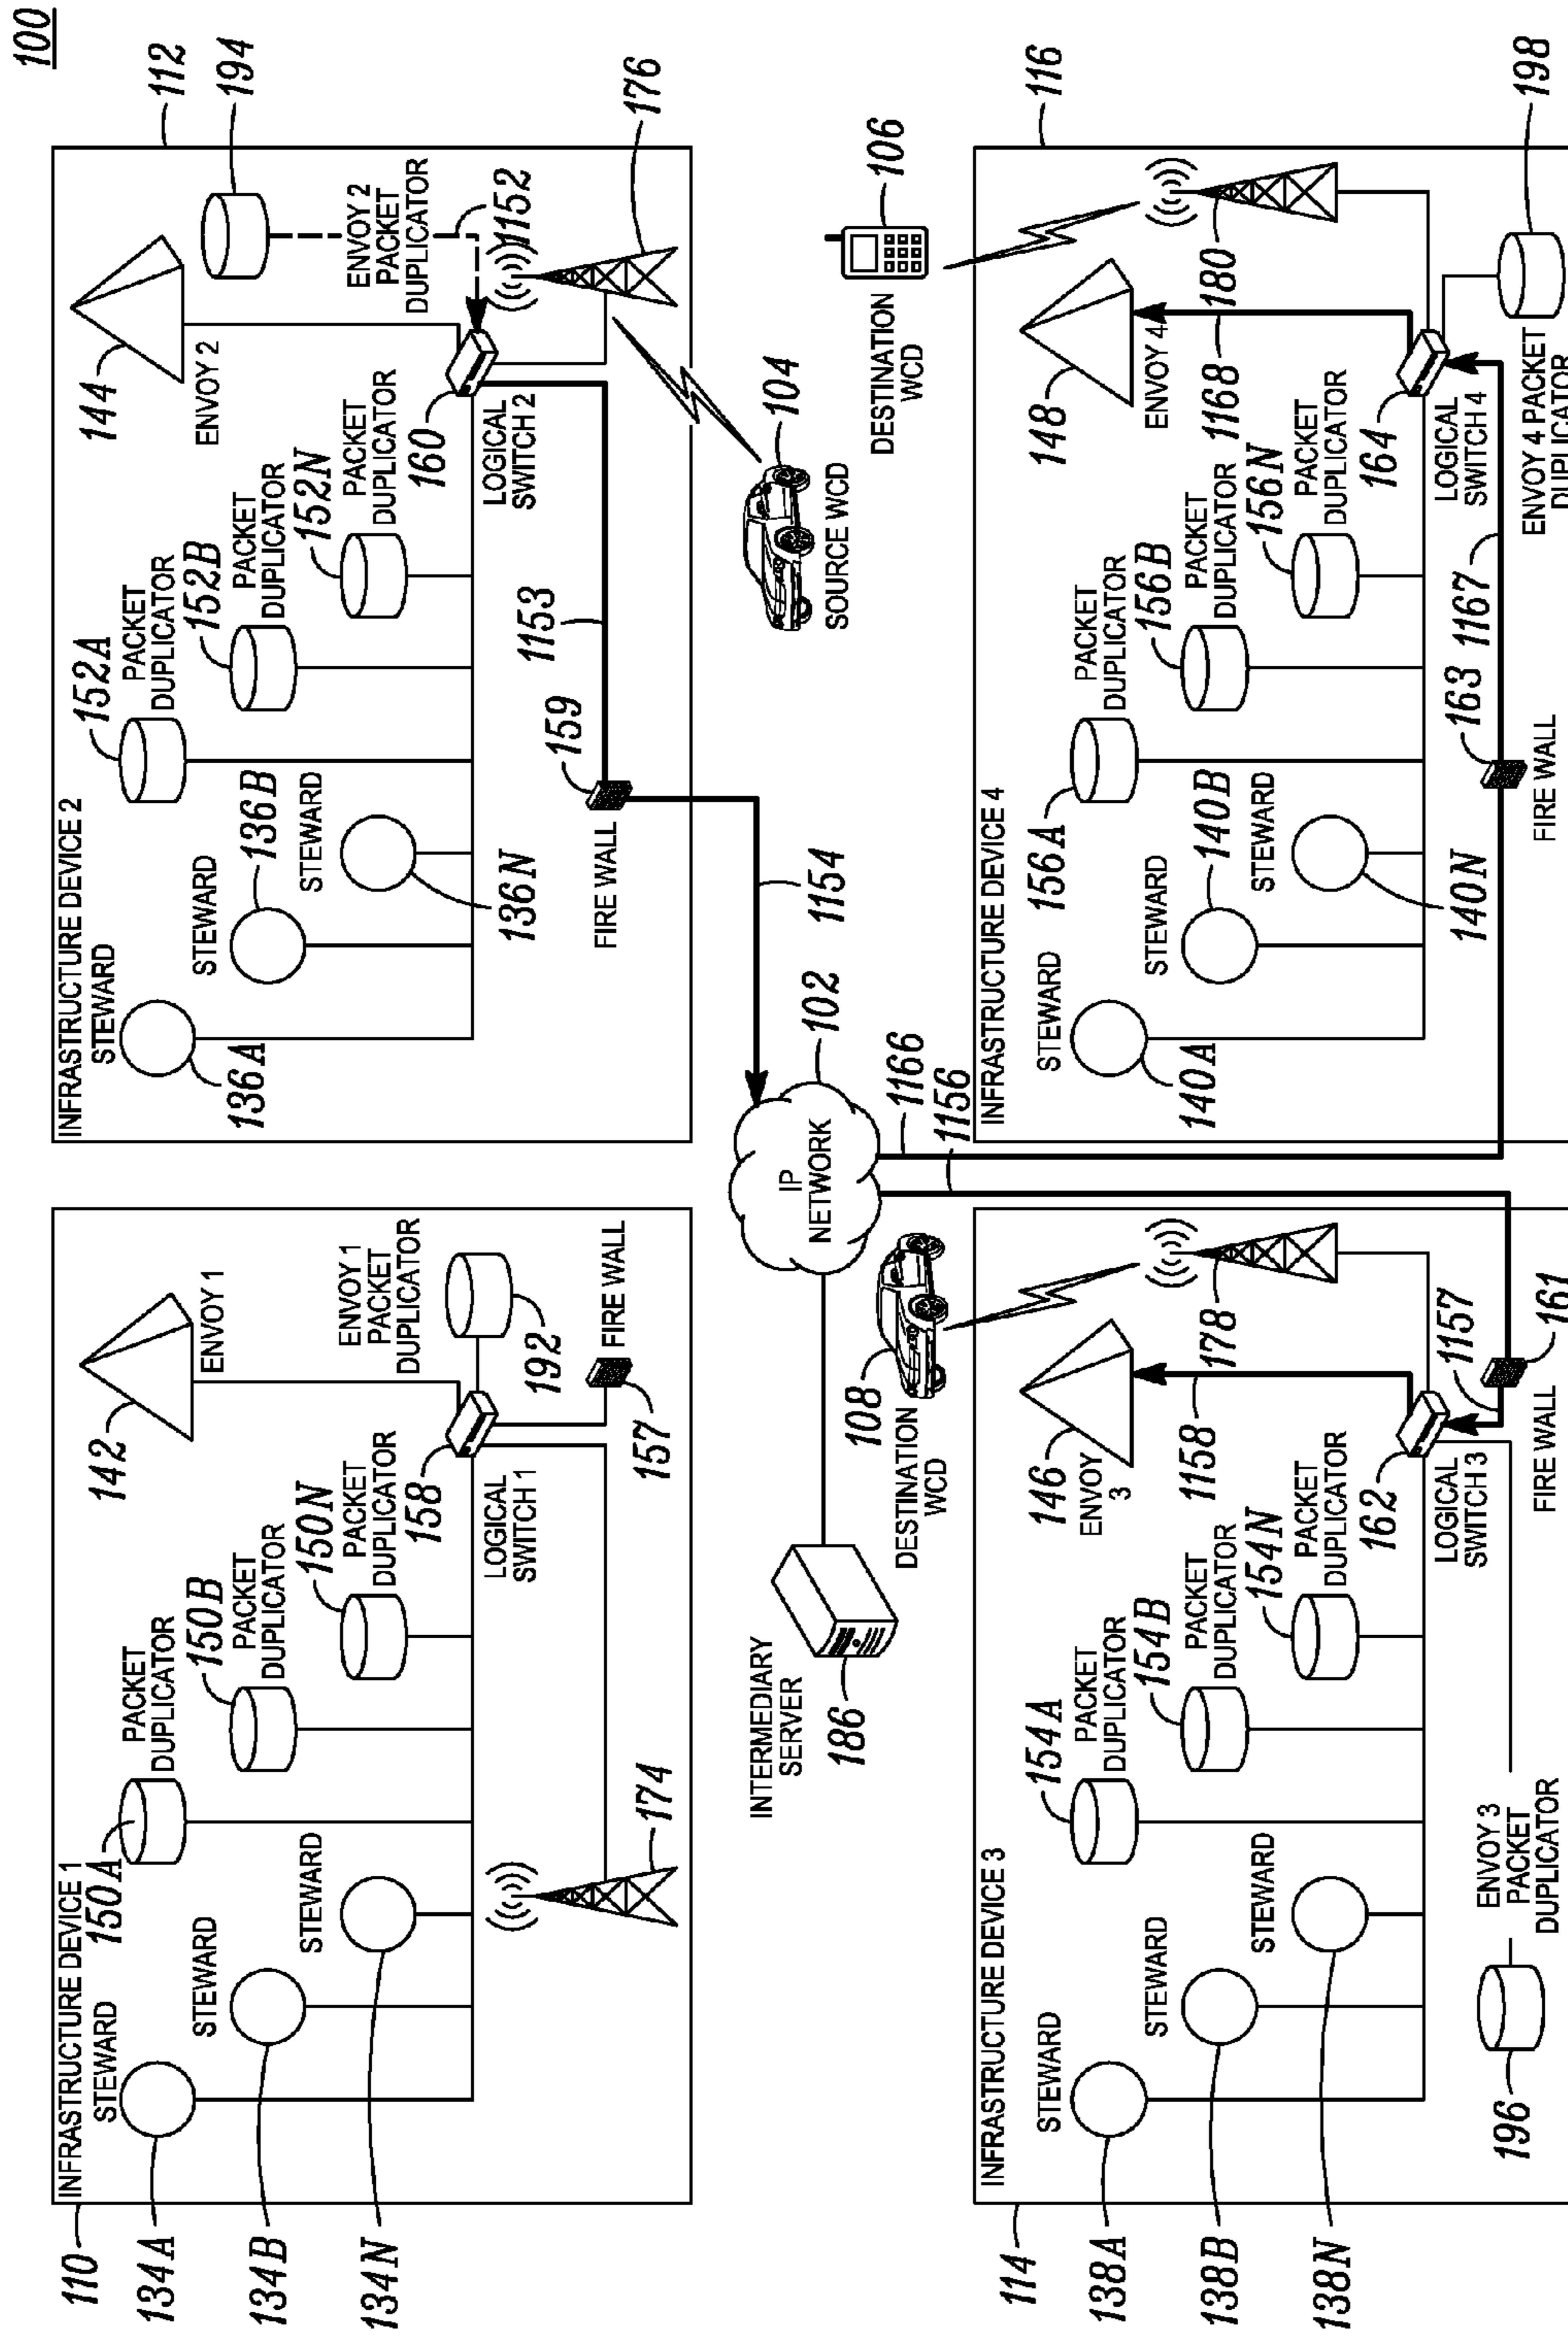 100
INFRASTRUCTURE DEVICE 1
110
STEWARD
134A
STEWARD
134B
STEWARD
134N
150A
PACKET
DUPLICATOR
150B
PACKET
DUPLICATOR
150N
PACKET
DUPLICATOR
142
ENVOY 1
158
LOGICAL
SWITCH 1
ENVOY 1
PACKET
DUPLICATOR
192
FIRE WALL
157
174
INFRASTRUCTURE DEVICE 2
112
STEWARD
136A
STEWARD
136B
STEWARD
136N
152A
PACKET
DUPLICATOR
152B
PACKET
DUPLICATOR
152N
PACKET
DUPLICATOR
144
ENVOY 2
194
ENVOY 2
PACKET
DUPLICATOR
1152
160
LOGICAL
SWITCH 2
176
1153
159
FIRE WALL
1154
INTERMEDIARY
SERVER
186
IP
NETWORK
102
108
DESTINATION
WCD
104
SOURCE WCD
106
DESTINATION
WCD
1166
1156
INFRASTRUCTURE DEVICE 3
114
STEWARD
138A
STEWARD
138B
STEWARD
138N
154A
PACKET
DUPLICATOR
154B
PACKET
DUPLICATOR
154N
PACKET
DUPLICATOR
146
ENVOY
3
1158
178
162
LOGICAL
SWITCH 3
1157
161
FIRE WALL
196
ENVOY 3
PACKET
DUPLICATOR
INFRASTRUCTURE DEVICE 4
116
STEWARD
140A
STEWARD
140B
STEWARD
140N
156A
PACKET
DUPLICATOR
156B
PACKET
DUPLICATOR
156N
PACKET
DUPLICATOR
148
ENVOY 4
1168
180
164
LOGICAL
SWITCH 4
163
1167
FIRE WALL
198
ENVOY 4 PACKET
DUPLICATOR